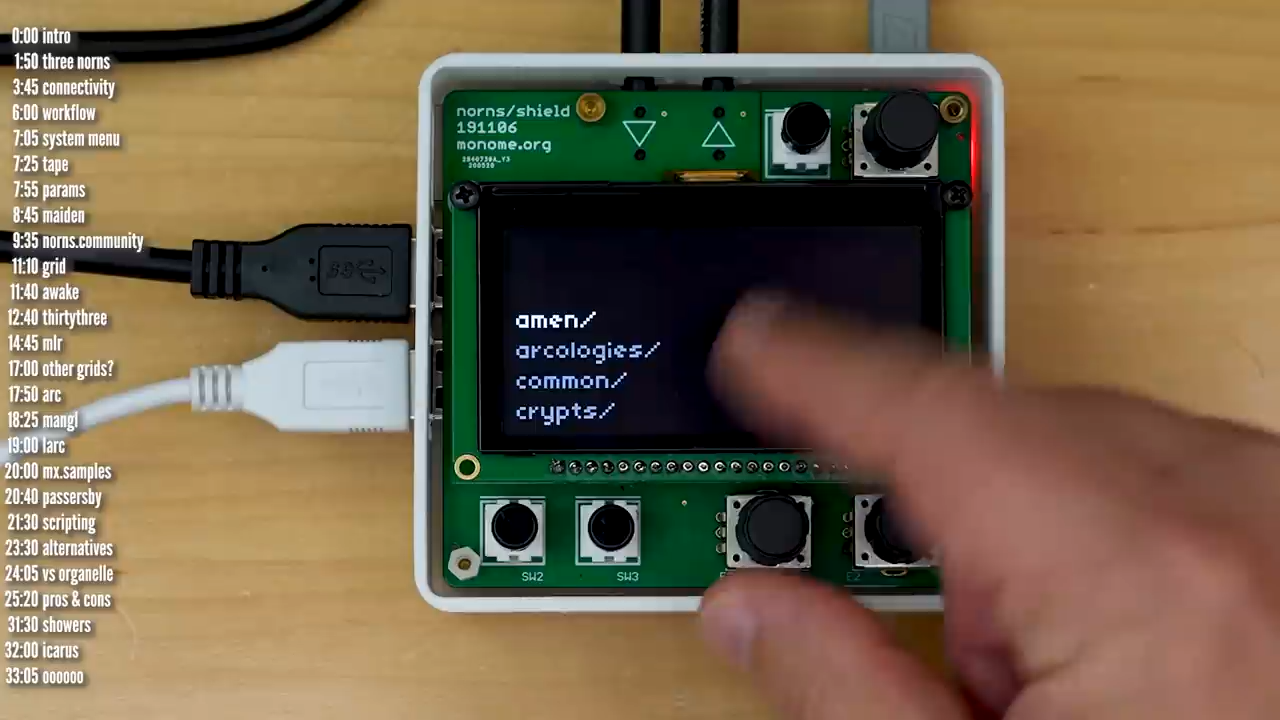 0:00 intro
1:50 three norns
3:45 connectivity
6:00 workflow
7:05 system menu
7:25 tape
7:55 params
8:45 maiden
9:35 norns.community
11:10 grid
11:40 awake
12:40 thirtythree
14:45 mlr
17:00 other grids?
17:50 arc
18:25 mangl
19:00 larc
20:00 mx.samples
20:40 passersby
21:30 scripting
23:30 alternatives
24:05 vs organelle
25:20 pros & cons
31:30 showers
32:00 icarus
33:05 oooooo
norns/shield
191106
monome.org
amen/
arcologies/
common/
crypts/
SW2
SW3
E2